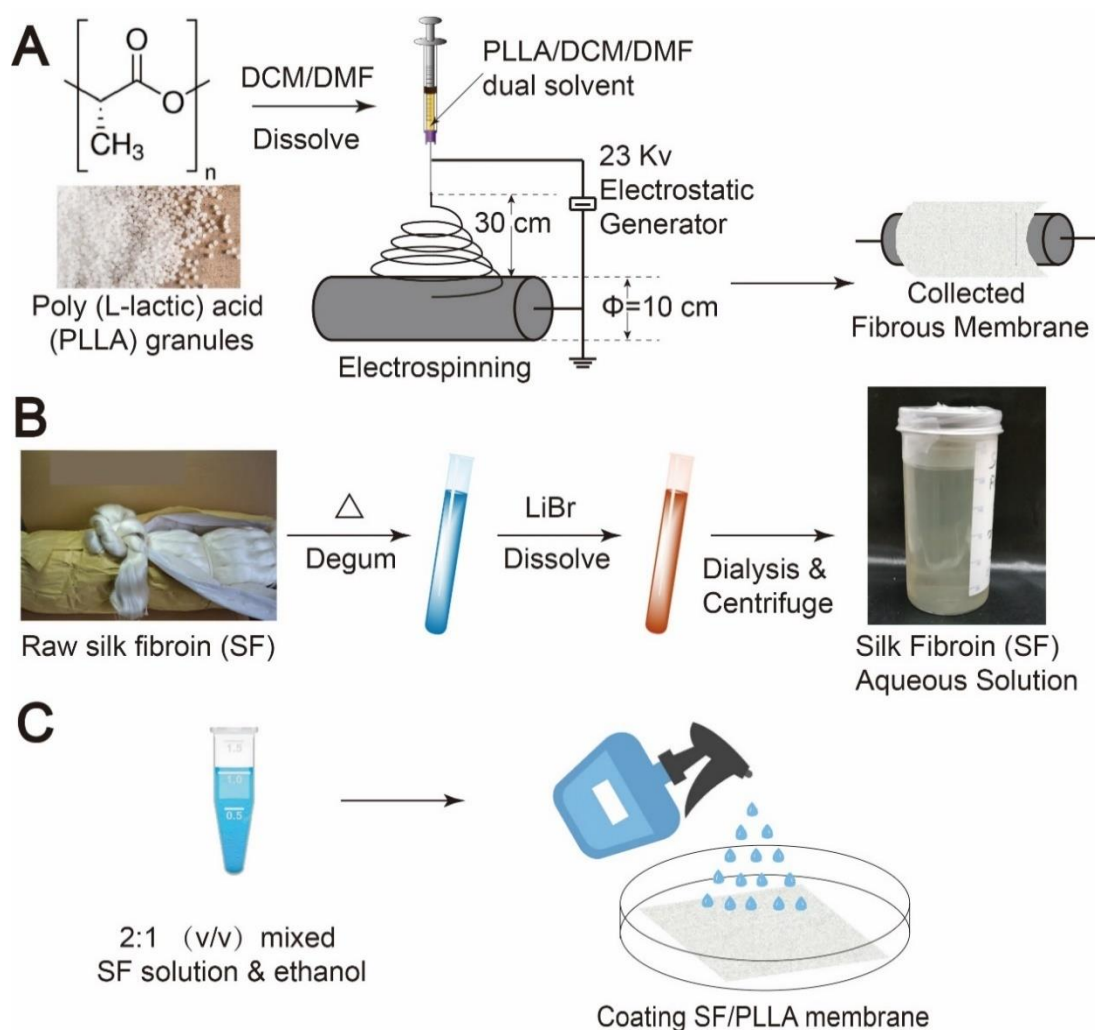 A
O
O
CH3
n
DCM/DMF
Dissolve
PLLA/DCM/DMF
dual solvent
23 Kv
Electrostatic
Generator
30 cm
Φ=10 cm
Poly (L-lactic) acid
(PLLA) granules
Electrospinning
Collected
Fibrous Membrane
B
△
Degum
LiBr
Dissolve
Dialysis &
Centrifuge
Raw silk fibroin (SF)
Silk Fibroin (SF)
Aqueous Solution
C
1.5
1.0
0.5
2:1 （v/v）mixed
SF solution & ethanol
Coating SF/PLLA membrane